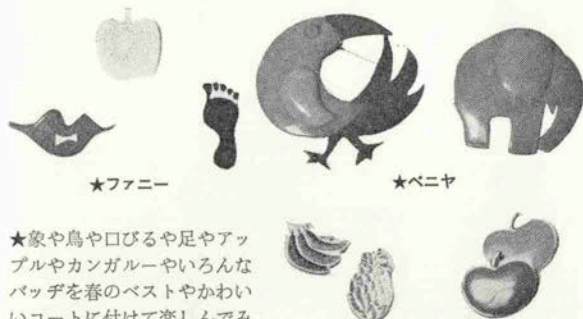 ★ファニー
★ベニヤ
★象や鳥や口びるや足やアッ
プルやカンガルーやいろんな
バッヂを春のベストやかわい
いコートに付けて楽しんでみ